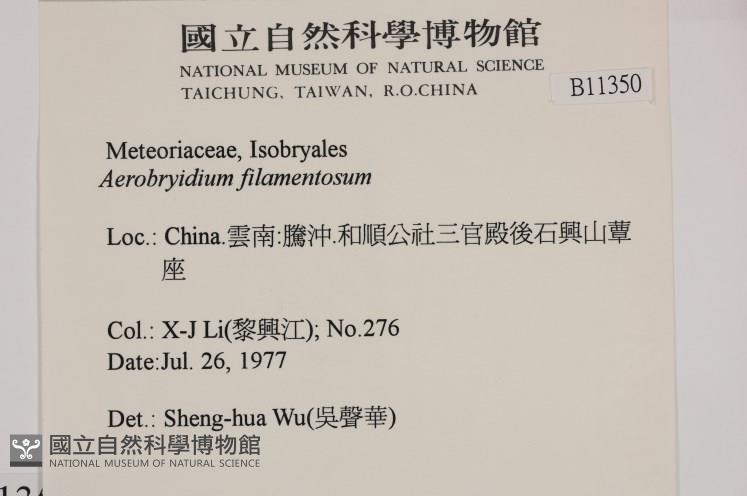 國立自然科學博物館
NATIONAL MUSEUM OF NATURAL SCIENCE
TAICHUNG, TAIWAN, R.O.CHINA
B11350
Meteoriaceae, Isobryales
Aerobryidium filamentosum
Loc.: China.雲南:騰沖.和順公社三官殿後石興山蕈
座
Col.: X-J Li(黎興江); No.276
Date:Jul. 26, 1977
Det.: Sheng-hua Wu(吳聲華)
國立自然科學博物館
NATIONAL MUSEUM OF NATURAL SCIENCE